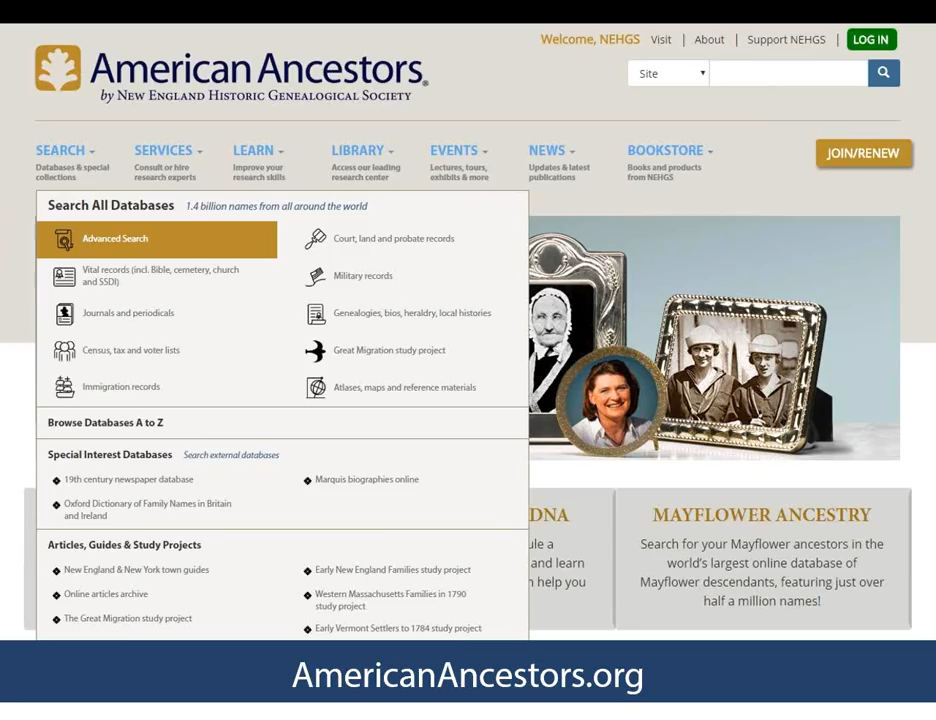 Welcome, NEHGS Visit | About | Support NEHGS | LOG IN
American Ancestors®
by NEW ENGLAND HISTORIC GENEALOGICAL SOCIETY
Site
SEARCH SERVICES LEARN LIBRARY EVENTS NEWS BOOKSTORE
JOIN/RENEW
Databases & special Consult or hire Improve your Access our leading Lectures, tours, Updates & latest Books and products
collections research experts research skills research center exhibits & more publications from NEHGS
Search All Databases 1.4 billion names from all around the world
Advanced Search
Court, land and probate records
Vital records (incl. Bible, cemetery, church
and SSDI)
Military records
Journals and periodicals
Genealogies, bios, heraldry, local histories
Census, tax and voter lists
Great Migration study project
Immigration records
Atlases, maps and reference materials
Browse Databases A to Z
Special Interest Databases Search external databases
19th century newspaper database
Marquis biographies online
Oxford Dictionary of Family Names in Britain
and Ireland
Articles, Guides & Study Projects
New England & New York town guides
Early New England Families study project
Online articles archive
Western Massachusetts Families in 1790
study project
The Great Migration study project
Early Vermont Settlers to 1784 study project
DNA
ule a
and learn
help you
MAYFLOWER ANCESTRY
Search for your Mayflower ancestors in the
world's largest online database of
Mayflower descendants, featuring just over
half a million names!
AmericanAncestors.org